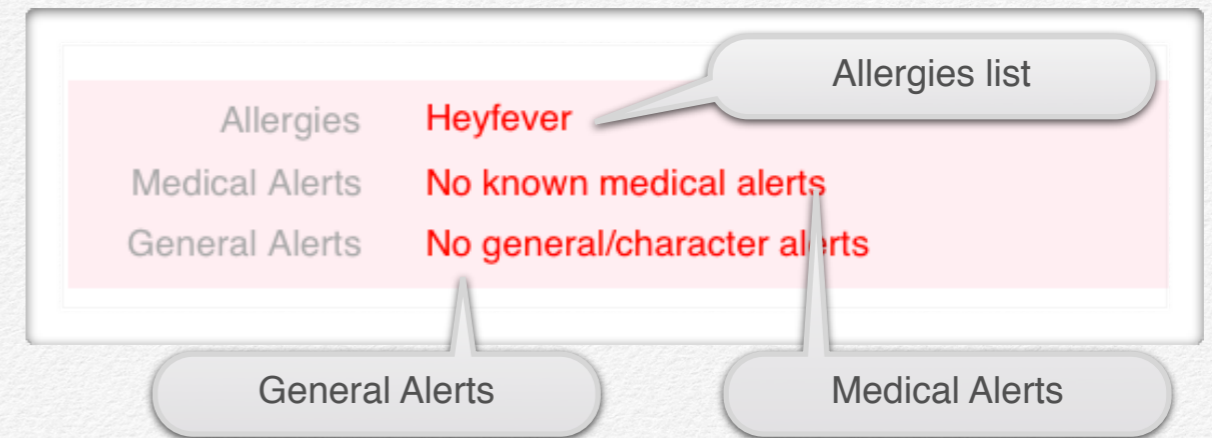 Allergies list
Allergies Heyfever
Medical Alerts No known medical alerts
General Alerts No general/character alerts
General Alerts Medical Alerts